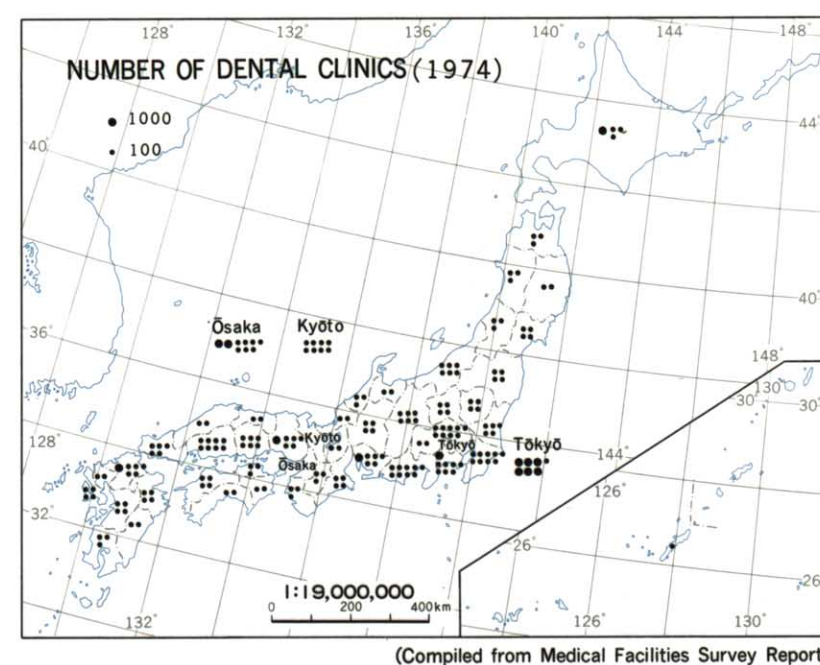 128° 132° 136° 140° 144° 148°
NUMBER OF DENTAL CLINICS (1974)
1000
100
44°
40°
40°
Ōsaka Kyōto
36°
148°
130°
30° 30°
128°
Kyōto
Tōkyō
Tōkyō
Ōsaka
144°
126°
32°
26°
26°
1:19,000,000
0 200 400km
132° 126° 130°
(Compiled from Medical Facilities Survey Report